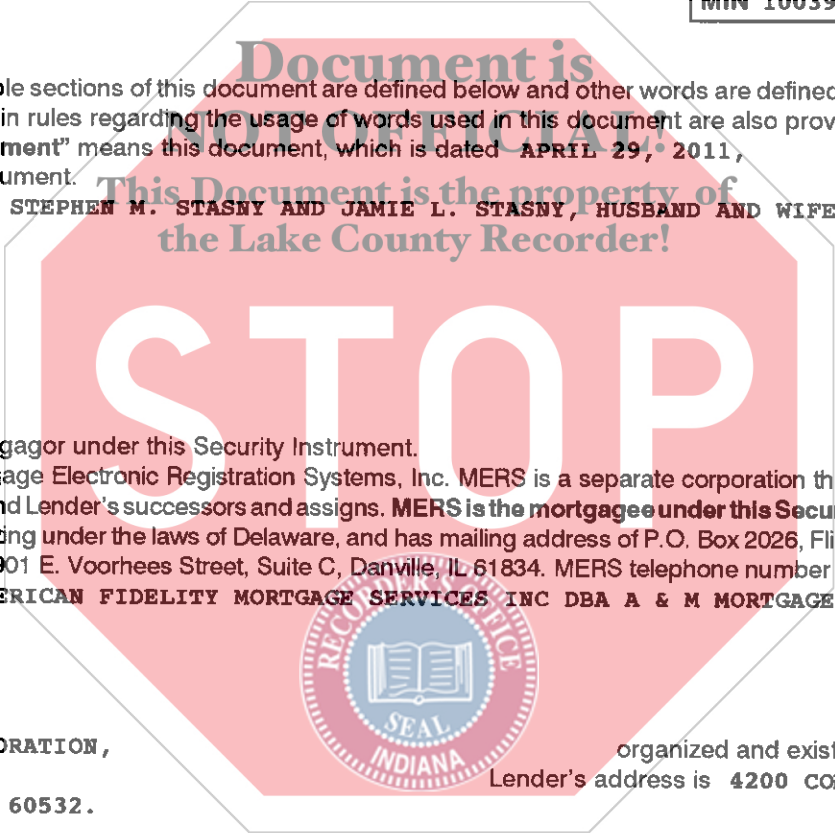 MIN 10039
Document is
le sections of this document are defined below and other words are defined
in rules regarding the usage of words used in this document are also prov
NOT OFFICIAL!
ment” means this document, which is dated APRIL 29, 2011,
ument.
This Document is the property of
STEPHEN M. STASNY AND JAMIE L. STASNY, HUSBAND AND WIFE
the Lake County Recorder!
STOP
gagor under this Security Instrument.
age Electronic Registration Systems, Inc. MERS is a separate corporation th
nd Lender's successors and assigns. MERS is the mortgagee under this Secu
ing under the laws of Delaware, and has mailing address of P.O. Box 2026, Fli
01 E. Voorhees Street, Suite C, Danville, IL 61834. MERS telephone number
ERICAN FIDELITY MORTGAGE SERVICES INC DBA A & M MORTGAGE
RECORDER'S OFFICE
SEAL
INDIANA
ORATION,
organized and exist
Lender's address is 4200 CO
60532.